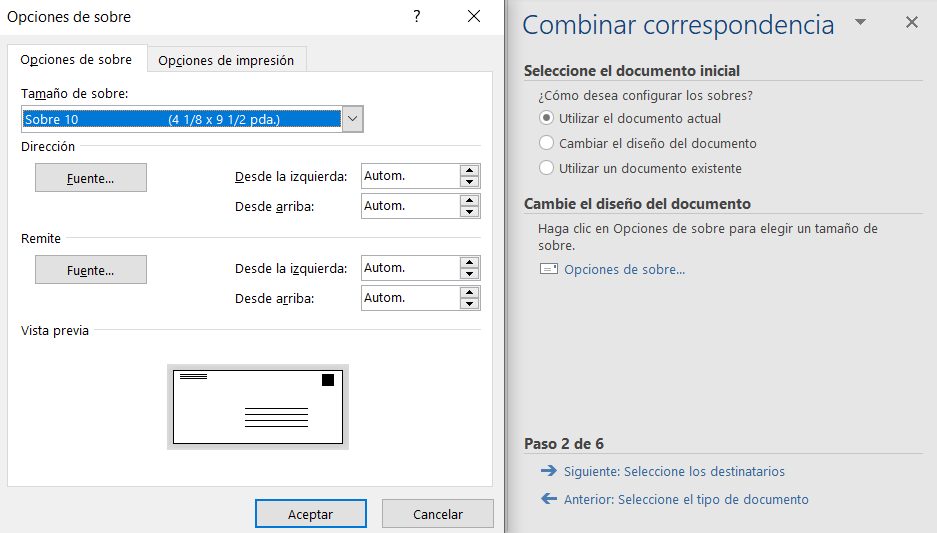 Opciones de sobre
?
Opciones de sobre
Opciones de impresión
Tamaño de sobre:
Sobre 10 (4 1/8 x 9 1/2 pda.)
Dirección
Fuente...
Desde la izquierda: Autom.
Desde arriba: Autom.
Remite
Fuente...
Desde la izquierda: Autom.
Desde arriba: Autom.
Vista previa
Aceptar
Cancelar
Combinar correspondencia
Seleccione el documento inicial
¿Cómo desea configurar los sobres?
Utilizar el documento actual
Cambiar el diseño del documento
Utilizar un documento existente
Cambie el diseño del documento
Haga clic en Opciones de sobre para elegir un tamaño de
sobre.
Opciones de sobre...
Paso 2 de 6
Siguiente: Seleccione los destinatarios
Anterior: Seleccione el tipo de documento